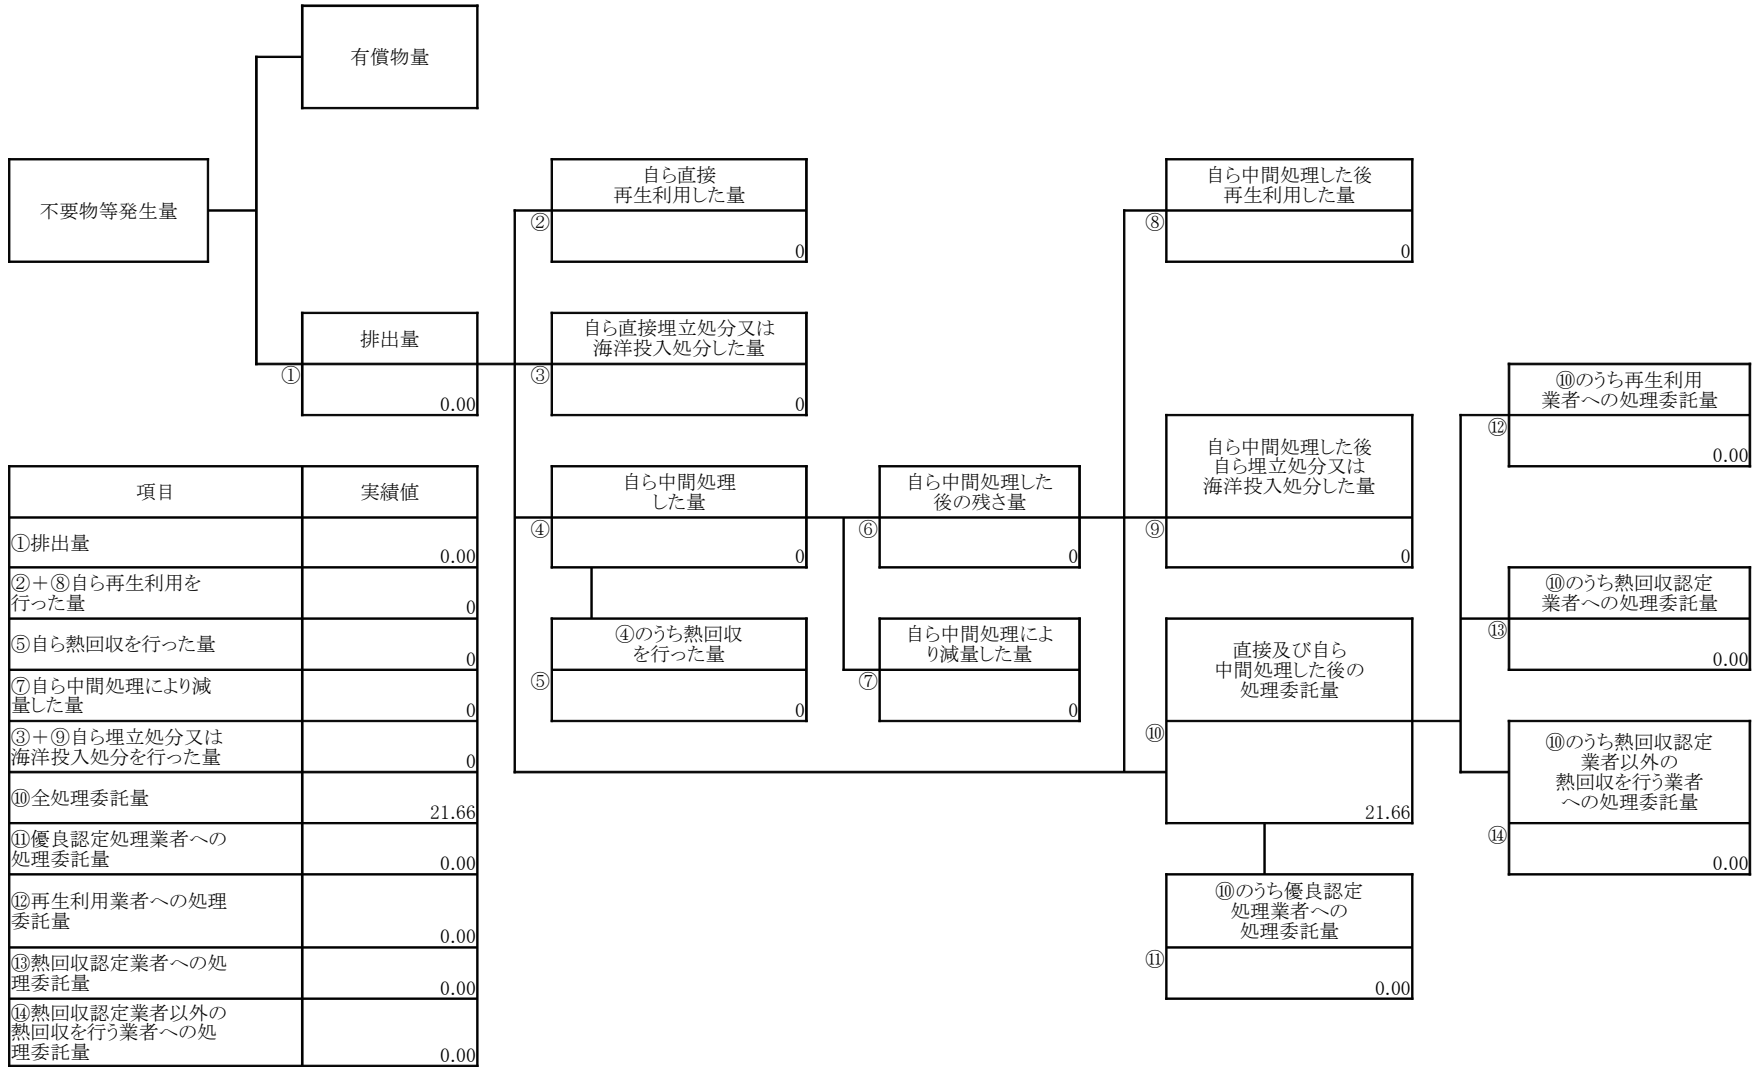 有償物量
不要物等発生量
排出量
①
0.00
自ら直接
再生利用した量
②
0
自ら直接埋立処分又は
海洋投入処分した量
③
0
自ら中間処理
した量
④
0
④のうち熱回収
を行った量
⑤
0
自ら中間処理した
後の残さ量
⑥
0
自ら中間処理によ
り減量した量
⑦
0
自ら中間処理した後
再生利用した量
⑧
0
自ら中間処理した後
自ら埋立処分又は
海洋投入処分した量
⑨
0
直接及び自ら
中間処理した後の
処理委託量
⑩
21.66
⑩のうち優良認定
処理業者への
処理委託量
⑪
0.00
⑩のうち再生利用
業者への処理委託量
⑫
0.00
⑩のうち熱回収認定
業者への処理委託量
⑬
0.00
⑩のうち熱回収認定
業者以外の
熱回収を行う業者
への処理委託量
⑭
0.00
項目 実績値
①排出量
0.00
②＋⑧自ら再生利用を
行った量
0
⑤自ら熱回収を行った量
0
⑦自ら中間処理により減
量した量
0
③＋⑨自ら埋立処分又は
海洋投入処分を行った量
0
⑩全処理委託量
21.66
⑪優良認定処理業者への
処理委託量
0.00
⑫再生利用業者への処理
委託量
0.00
⑬熱回収認定業者への処
理委託量
0.00
⑭熱回収認定業者以外の
熱回収を行う業者への処
理委託量
0.00